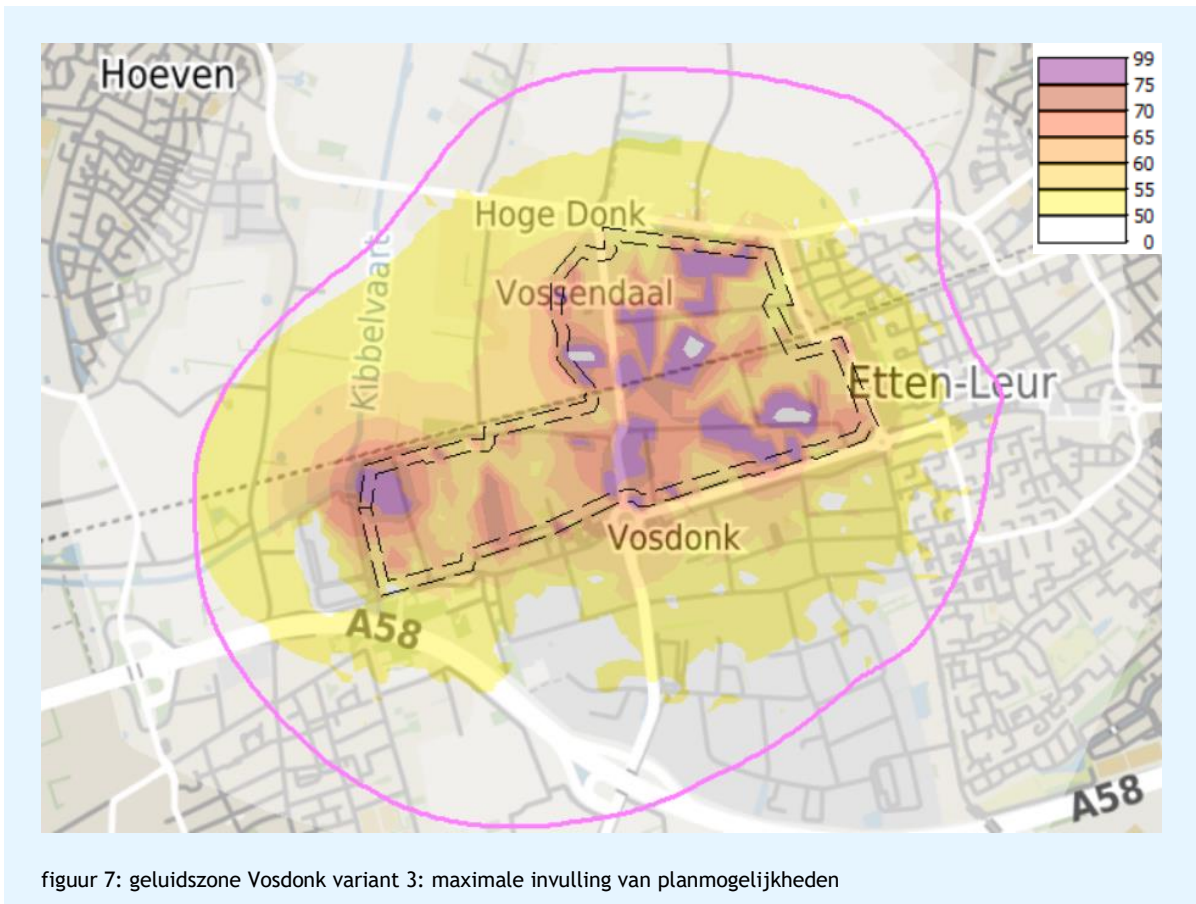 Hoeven
99
75
70
65
60
55
50
0
Hoge Donk
Kibbelvaart
Vossendaal
Etten-Leur
Vosdonk
A58
A58
figuur 7: geluidszone Vosdonk variant 3: maximale invulling van planmogelijkheden